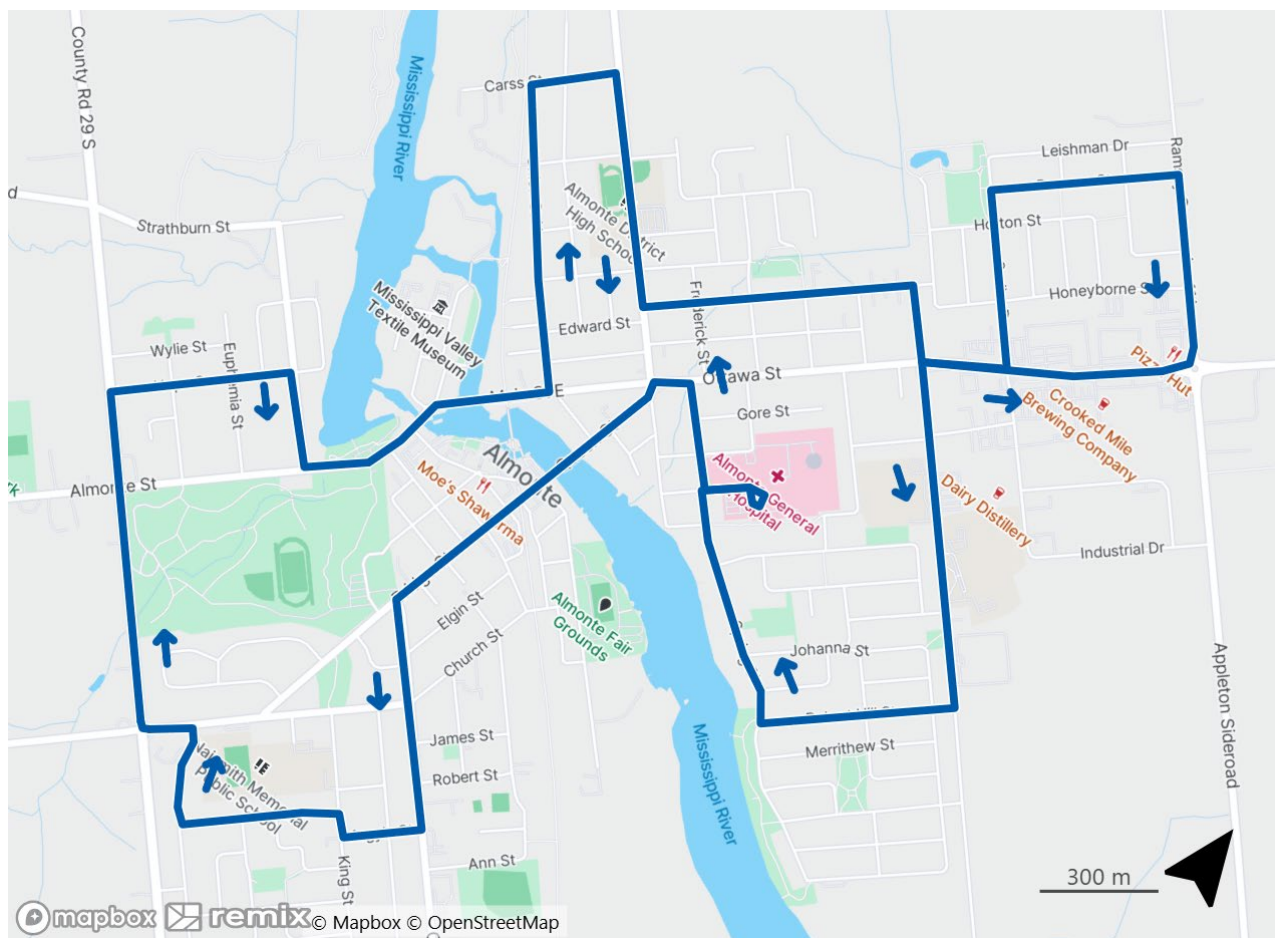 County Rd 29 S
Mississippi River
Carss St
Leishman Dr
Almonte District
High School
Strathburn St
Mississippi Valley
Textile Museum
Frederick St
Honeyborne St
Edward St
Wylie St
Euphemia St
Ottawa St
Pizza Hut
Gore St
Crooked Mile
Brewing Company
Almonte St
Almonte
Moe's Shawarma
Almonte General
Hospital
Dairy Distillery
Industrial Dr
Elgin St
Almonte Fair
Grounds
Church St
Johanna St
Appleton Sideroad
James St
Merrithew St
Mississippi River
Naismith Memorial
Public School
Robert St
King St
Ann St
300 m
mapbox remix © Mapbox © OpenStreetMap